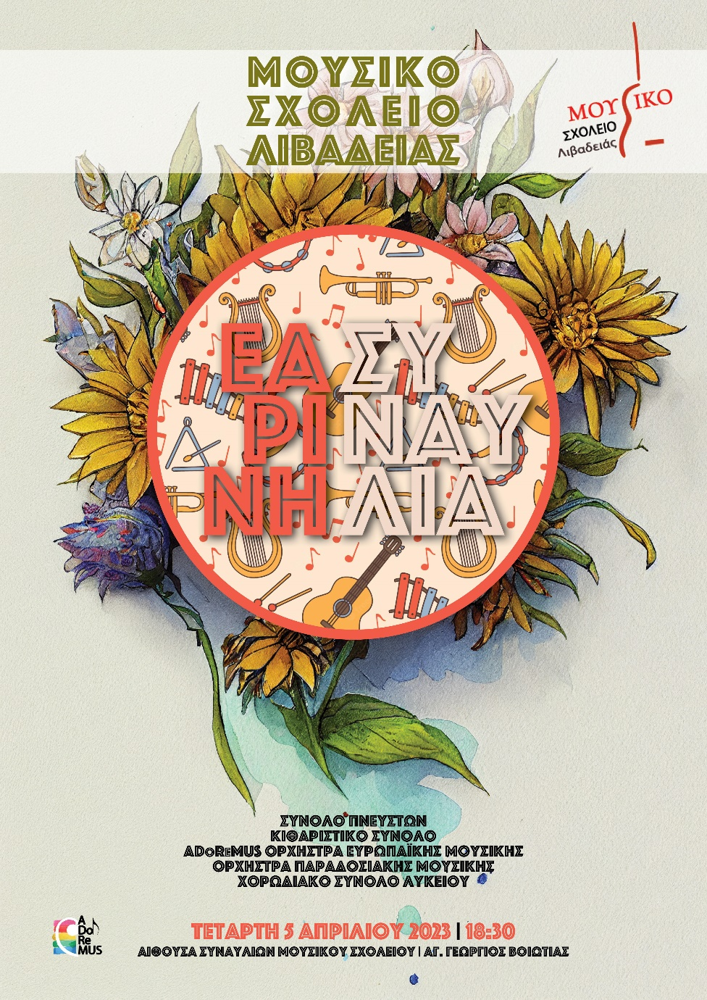 ΜΟΥΣΙΚΟ
ΣΧΟΛΕΙΟ
ΛΙΒΑΔΕΙΑΣ
ΜΟΥΣΙΚΟ
ΣΧΟΛΕΙΟ
Λιβαδειάς
ΕΑ ΣΥ
ΡΙ ΝΑΥ
ΝΗ ΛΙΑ
ΣΥΝΟΛΟ ΠΝΕΥΣΤΩΝ
ΚΙΘΑΡΙΣΤΙΚΟ ΣΥΝΟΛΟ
ADOREMUS ΟΡΧΗΣΤΡΑ ΕΥΡΩΠΑΪΚΗΣ ΜΟΥΣΙΚΗΣ
ΟΡΧΗΣΤΡΑ ΠΑΡΑΔΟΣΙΑΚΗΣ ΜΟΥΣΙΚΗΣ
ΧΟΡΩΔΙΑΚΟ ΣΥΝΟΛΟ ΛΥΚΕΙΟΥ
A
Do
Re
MUS
ΤΕΤΑΡΤΗ 5 ΑΠΡΙΛΙΟΥ 2023 | 18:30
ΑΙΘΟΥΣΑ ΣΥΝΑΥΛΙΩΝ ΜΟΥΣΙΚΟΥ ΣΧΟΛΕΙΟΥ | ΑΓ. ΓΕΩΡΓΙΟΣ ΒΟΙΩΤΙΑΣ